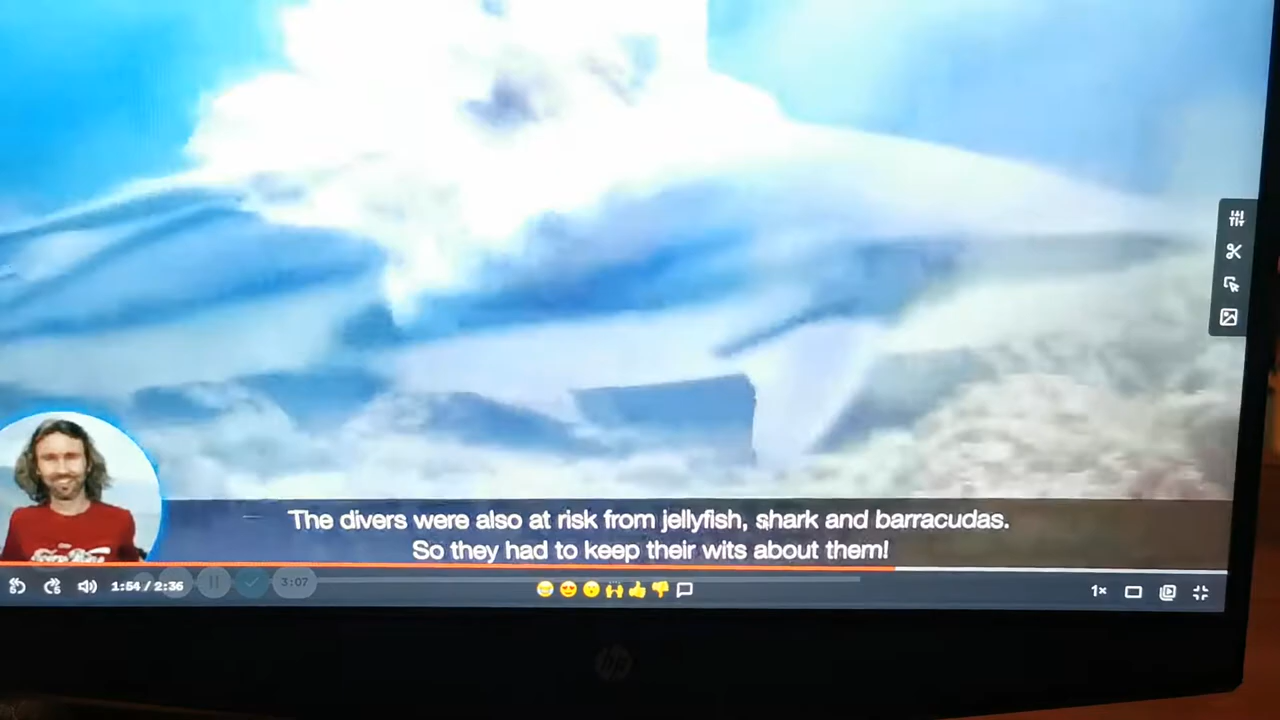 The divers were also at risk from jellyfish, shark and barracudas.
So they had to keep their wits about them!
1:54 / 2:36
3:07
1×
hp